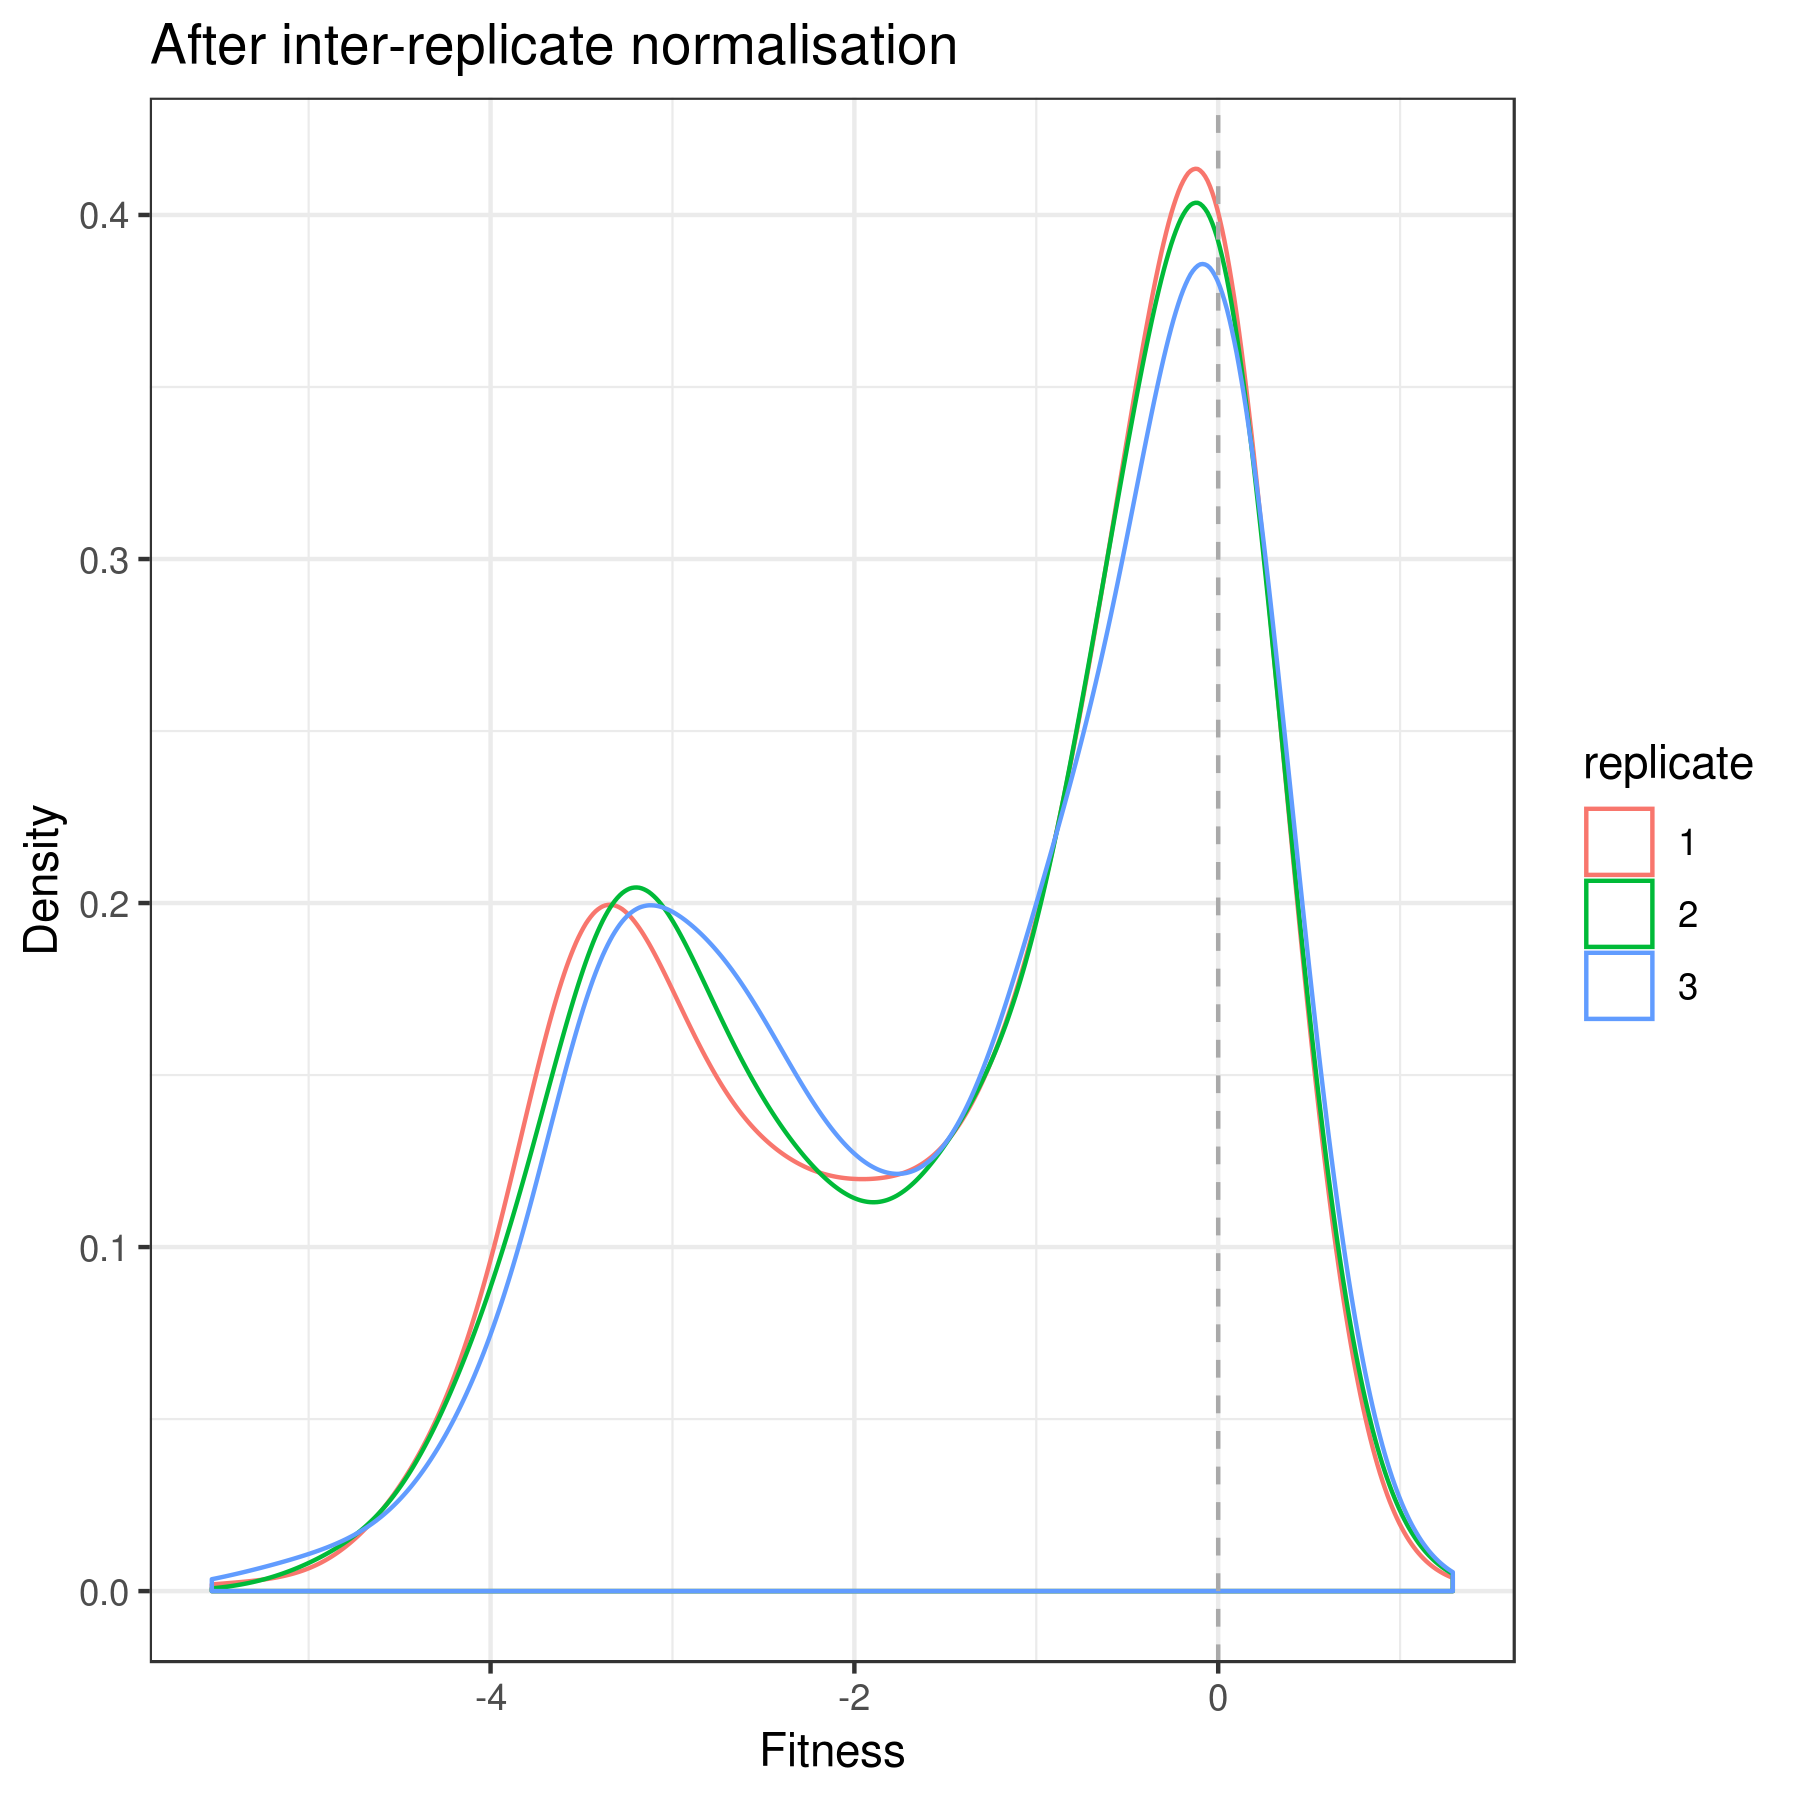 After inter-replicate normalisation
Density
0.4
0.3
0.2
0.1
0.0
-4
-2
0
Fitness
replicate
1
2
3